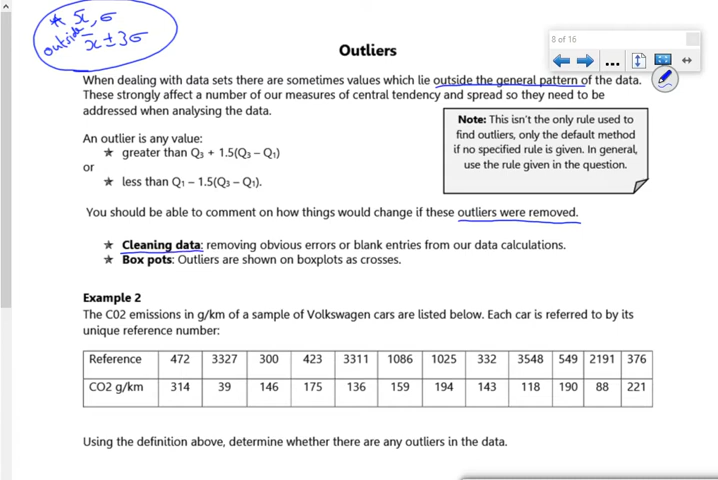 * x̄, σ
outside x̄ ± 3σ
8 of 16
Outliers
When dealing with data sets there are sometimes values which lie outside the general pattern of the data.
These strongly affect a number of our measures of central tendency and spread so they need to be
addressed when analysing the data.
Note: This isn't the only rule used to
find outliers, only the default method
if no specified rule is given. In general,
use the rule given in the question.
An outlier is any value:
★ greater than Q₃ + 1.5(Q₃ – Q₁)
or
★ less than Q₁ – 1.5(Q₃ – Q₁).
You should be able to comment on how things would change if these outliers were removed.
★ Cleaning data: removing obvious errors or blank entries from our data calculations.
★ Box pots: Outliers are shown on boxplots as crosses.
Example 2
The C02 emissions in g/km of a sample of Volkswagen cars are listed below. Each car is referred to by its
unique reference number:
Reference 472 3327 300 423 3311 1086 1025 332 3548 549 2191 376
CO2 g/km 314 39 146 175 136 159 194 143 118 190 88 221
Using the definition above, determine whether there are any outliers in the data.